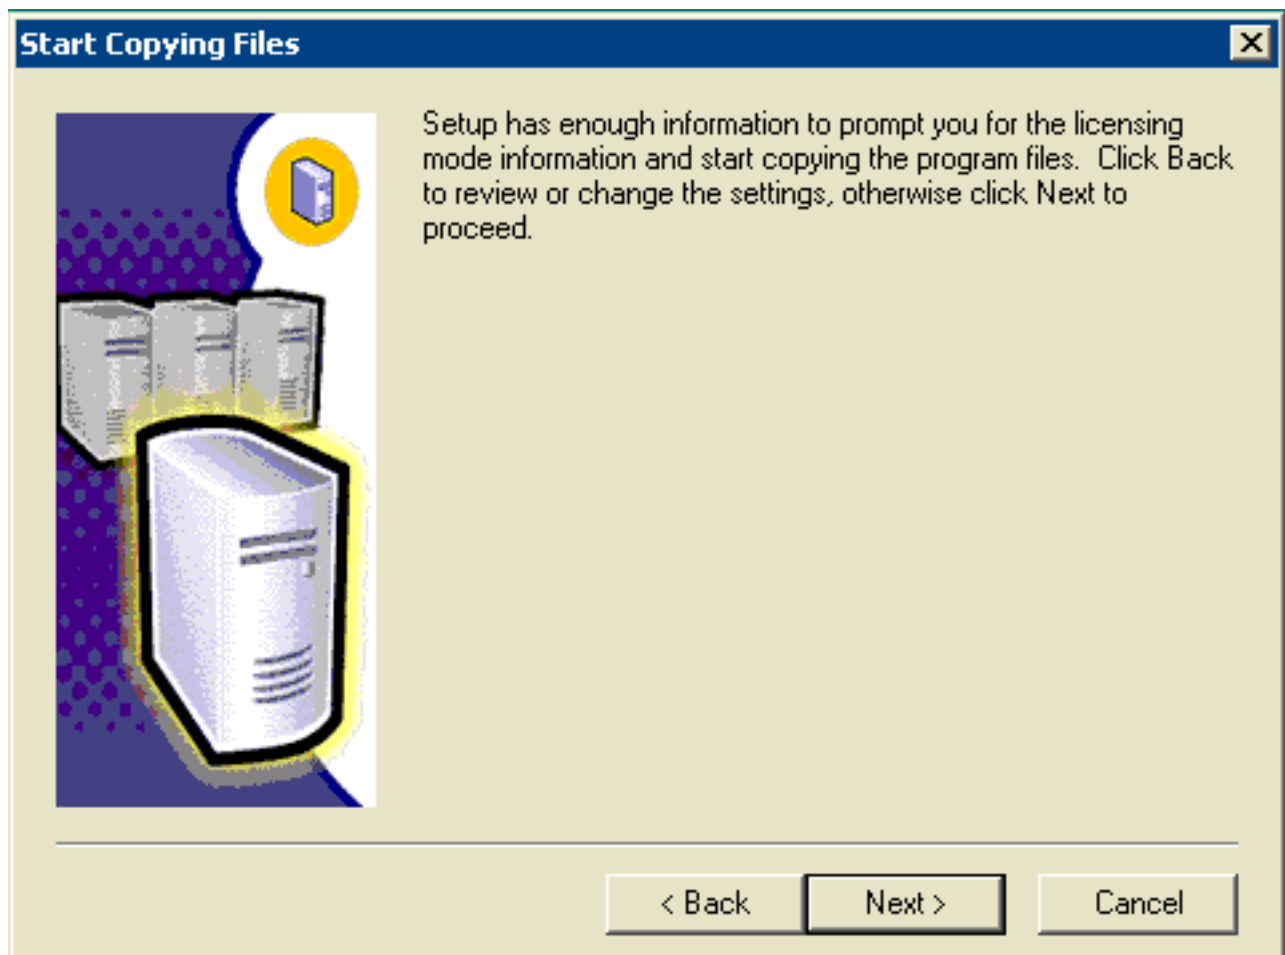 Start Copying Files
Setup has enough information to prompt you for the licensing
mode information and start copying the program files.  Click Back
to review or change the settings, otherwise click Next to
proceed.
< Back
Next >
Cancel